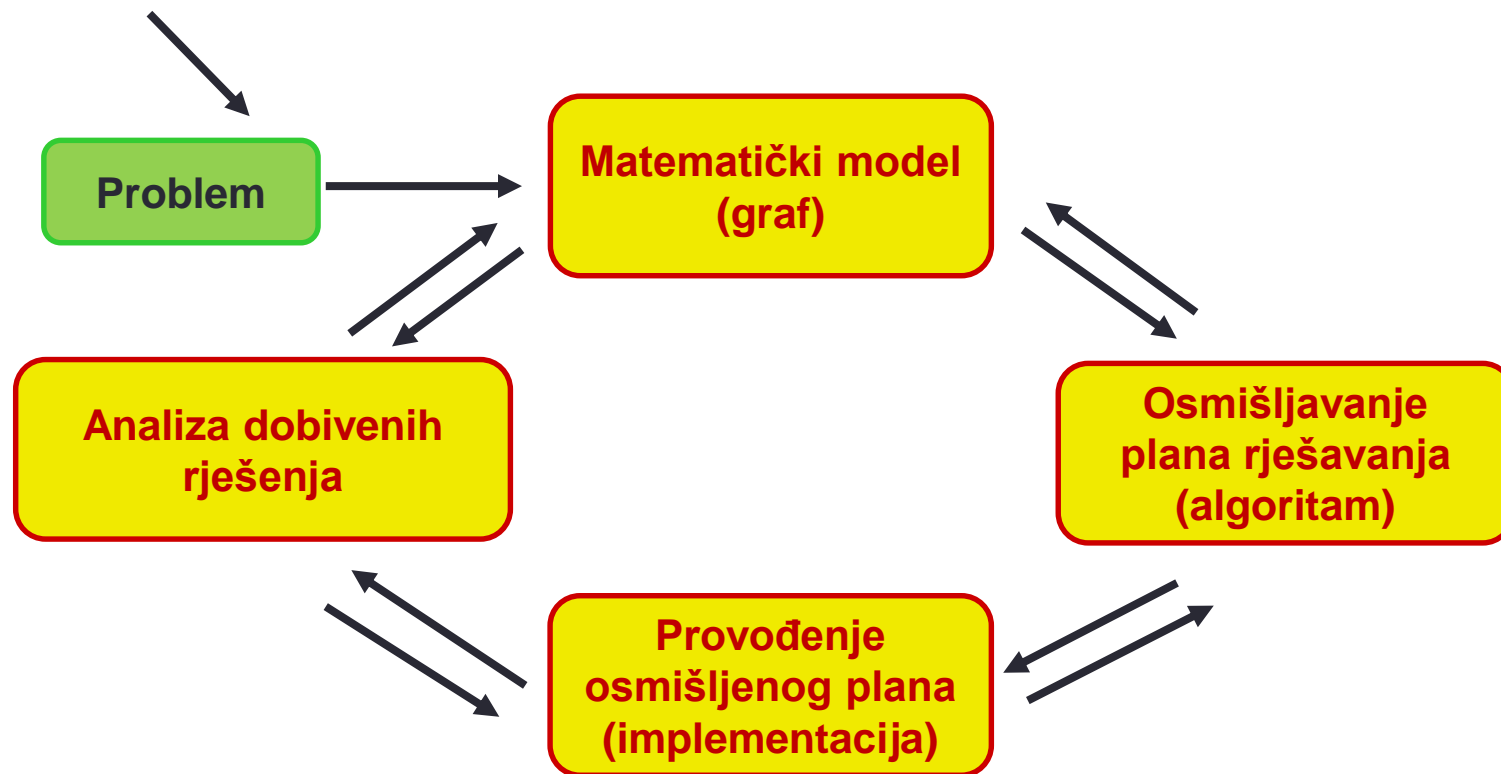 Problem
Matematički model
(graf)
Osmišljavanje
plana rješavanja
(algoritam)
Provođenje
osmišljenog plana
(implementacija)
Analiza dobivenih
rješenja